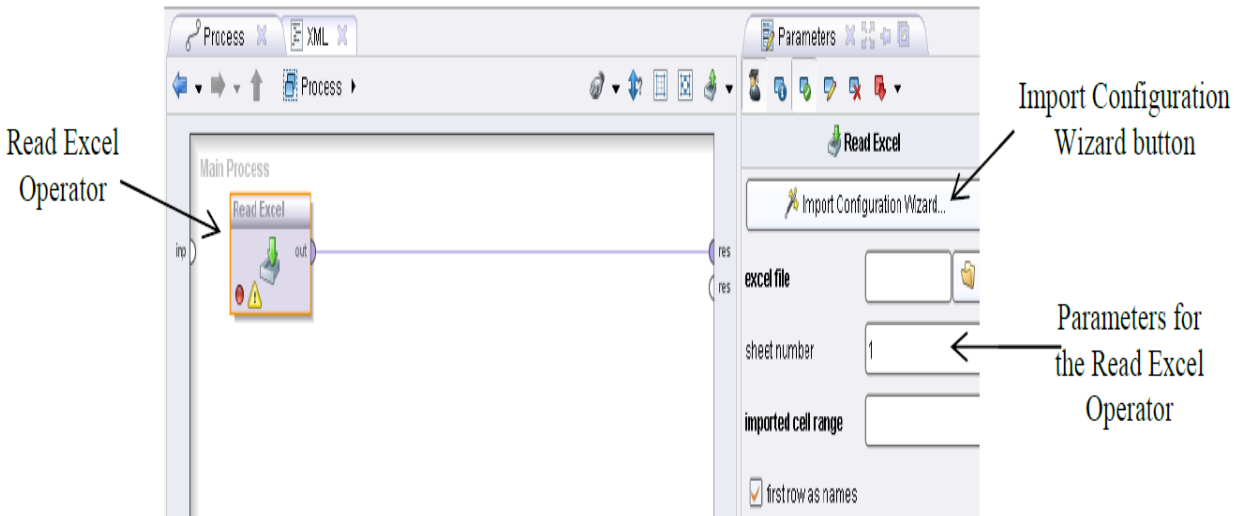 Process
XML
Parameters
Process
Read Excel
Import Configuration
Wizard button
Read Excel
Operator
Main Process
Read Excel
inp
out
res
res
Import Configuration Wizard...
excel file
sheet number
1
Parameters for
the Read Excel
Operator
imported cell range
first row as names